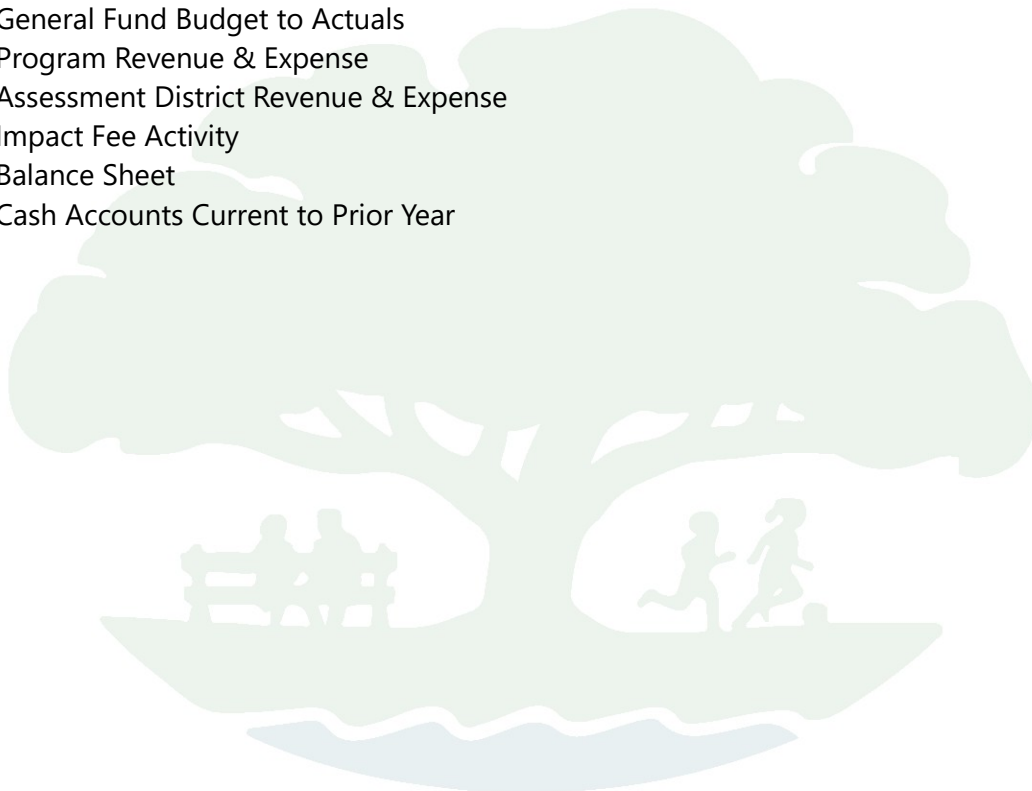 General Fund Budget to Actuals
Program Revenue & Expense
Assessment District Revenue & Expense
Impact Fee Activity
Balance Sheet
Cash Accounts Current to Prior Year